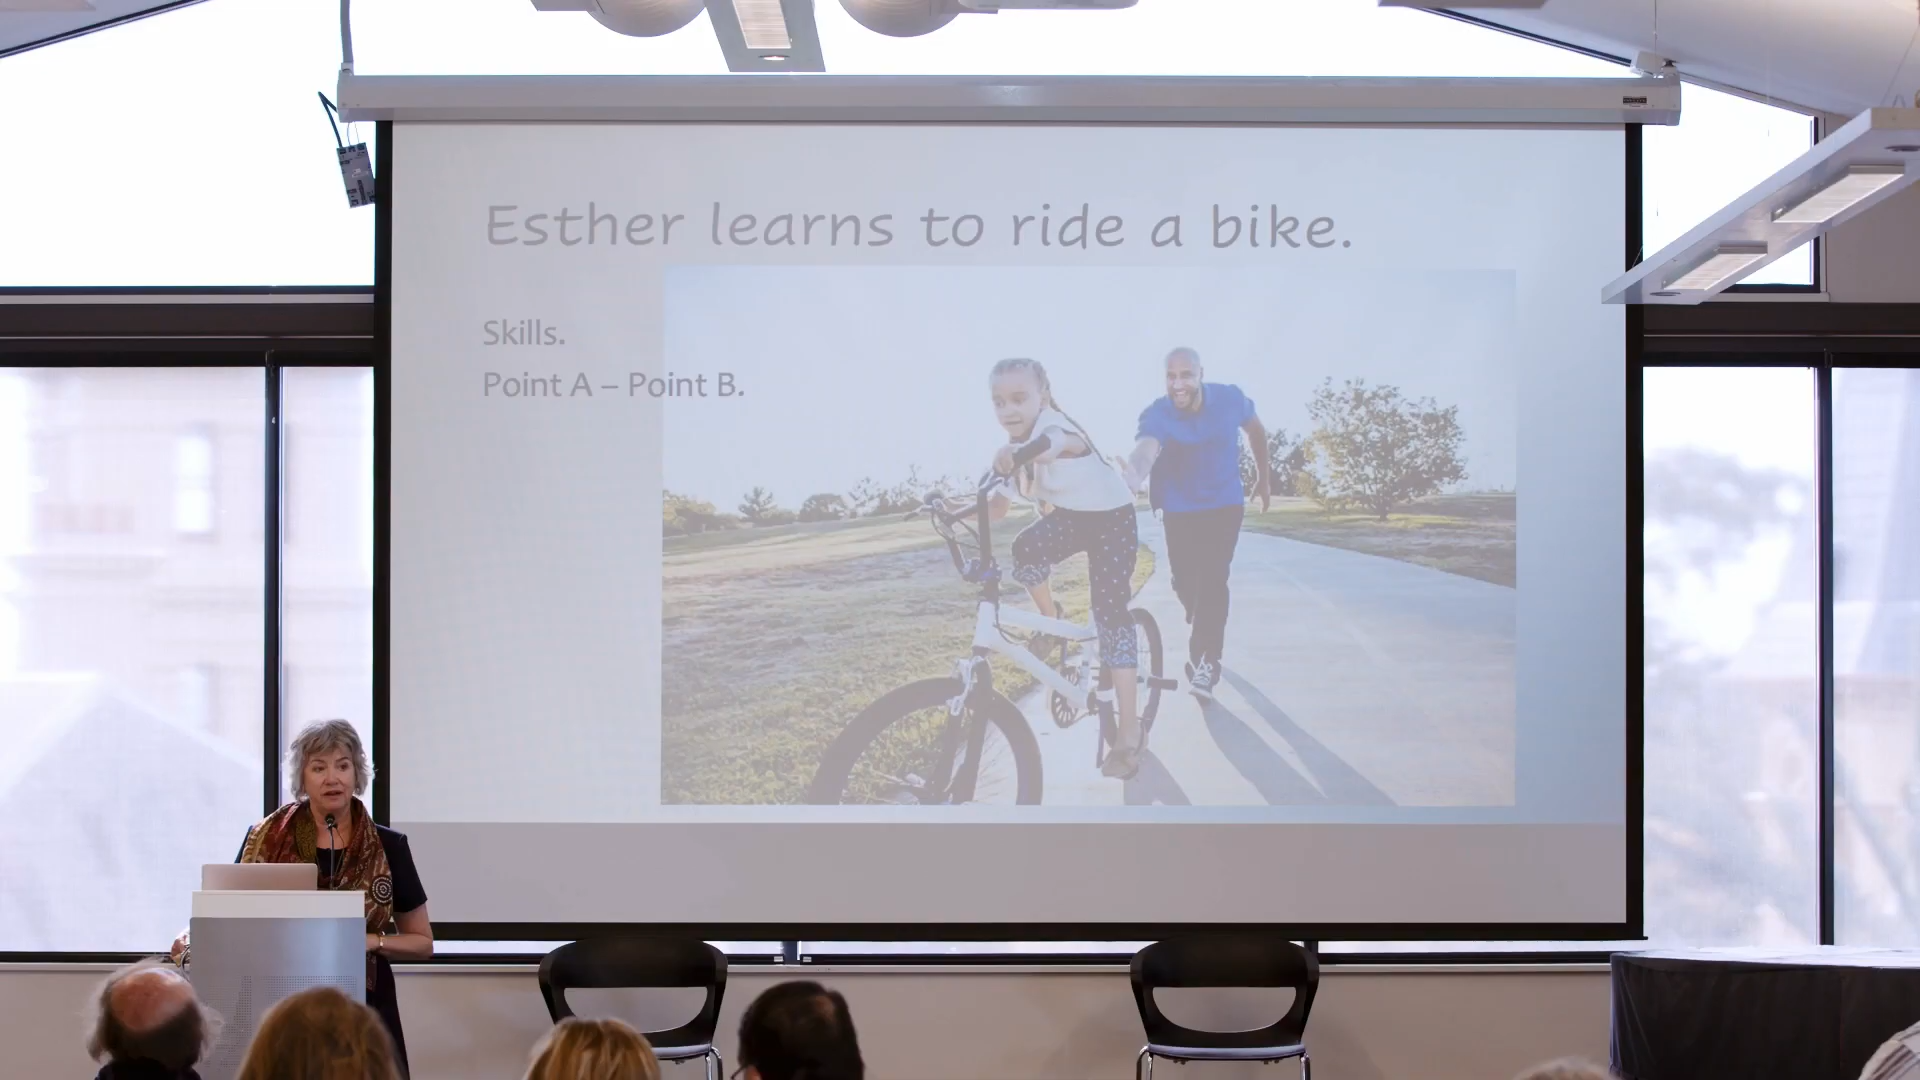 Esther learns to ride a bike.
Skills.
Point A – Point B.